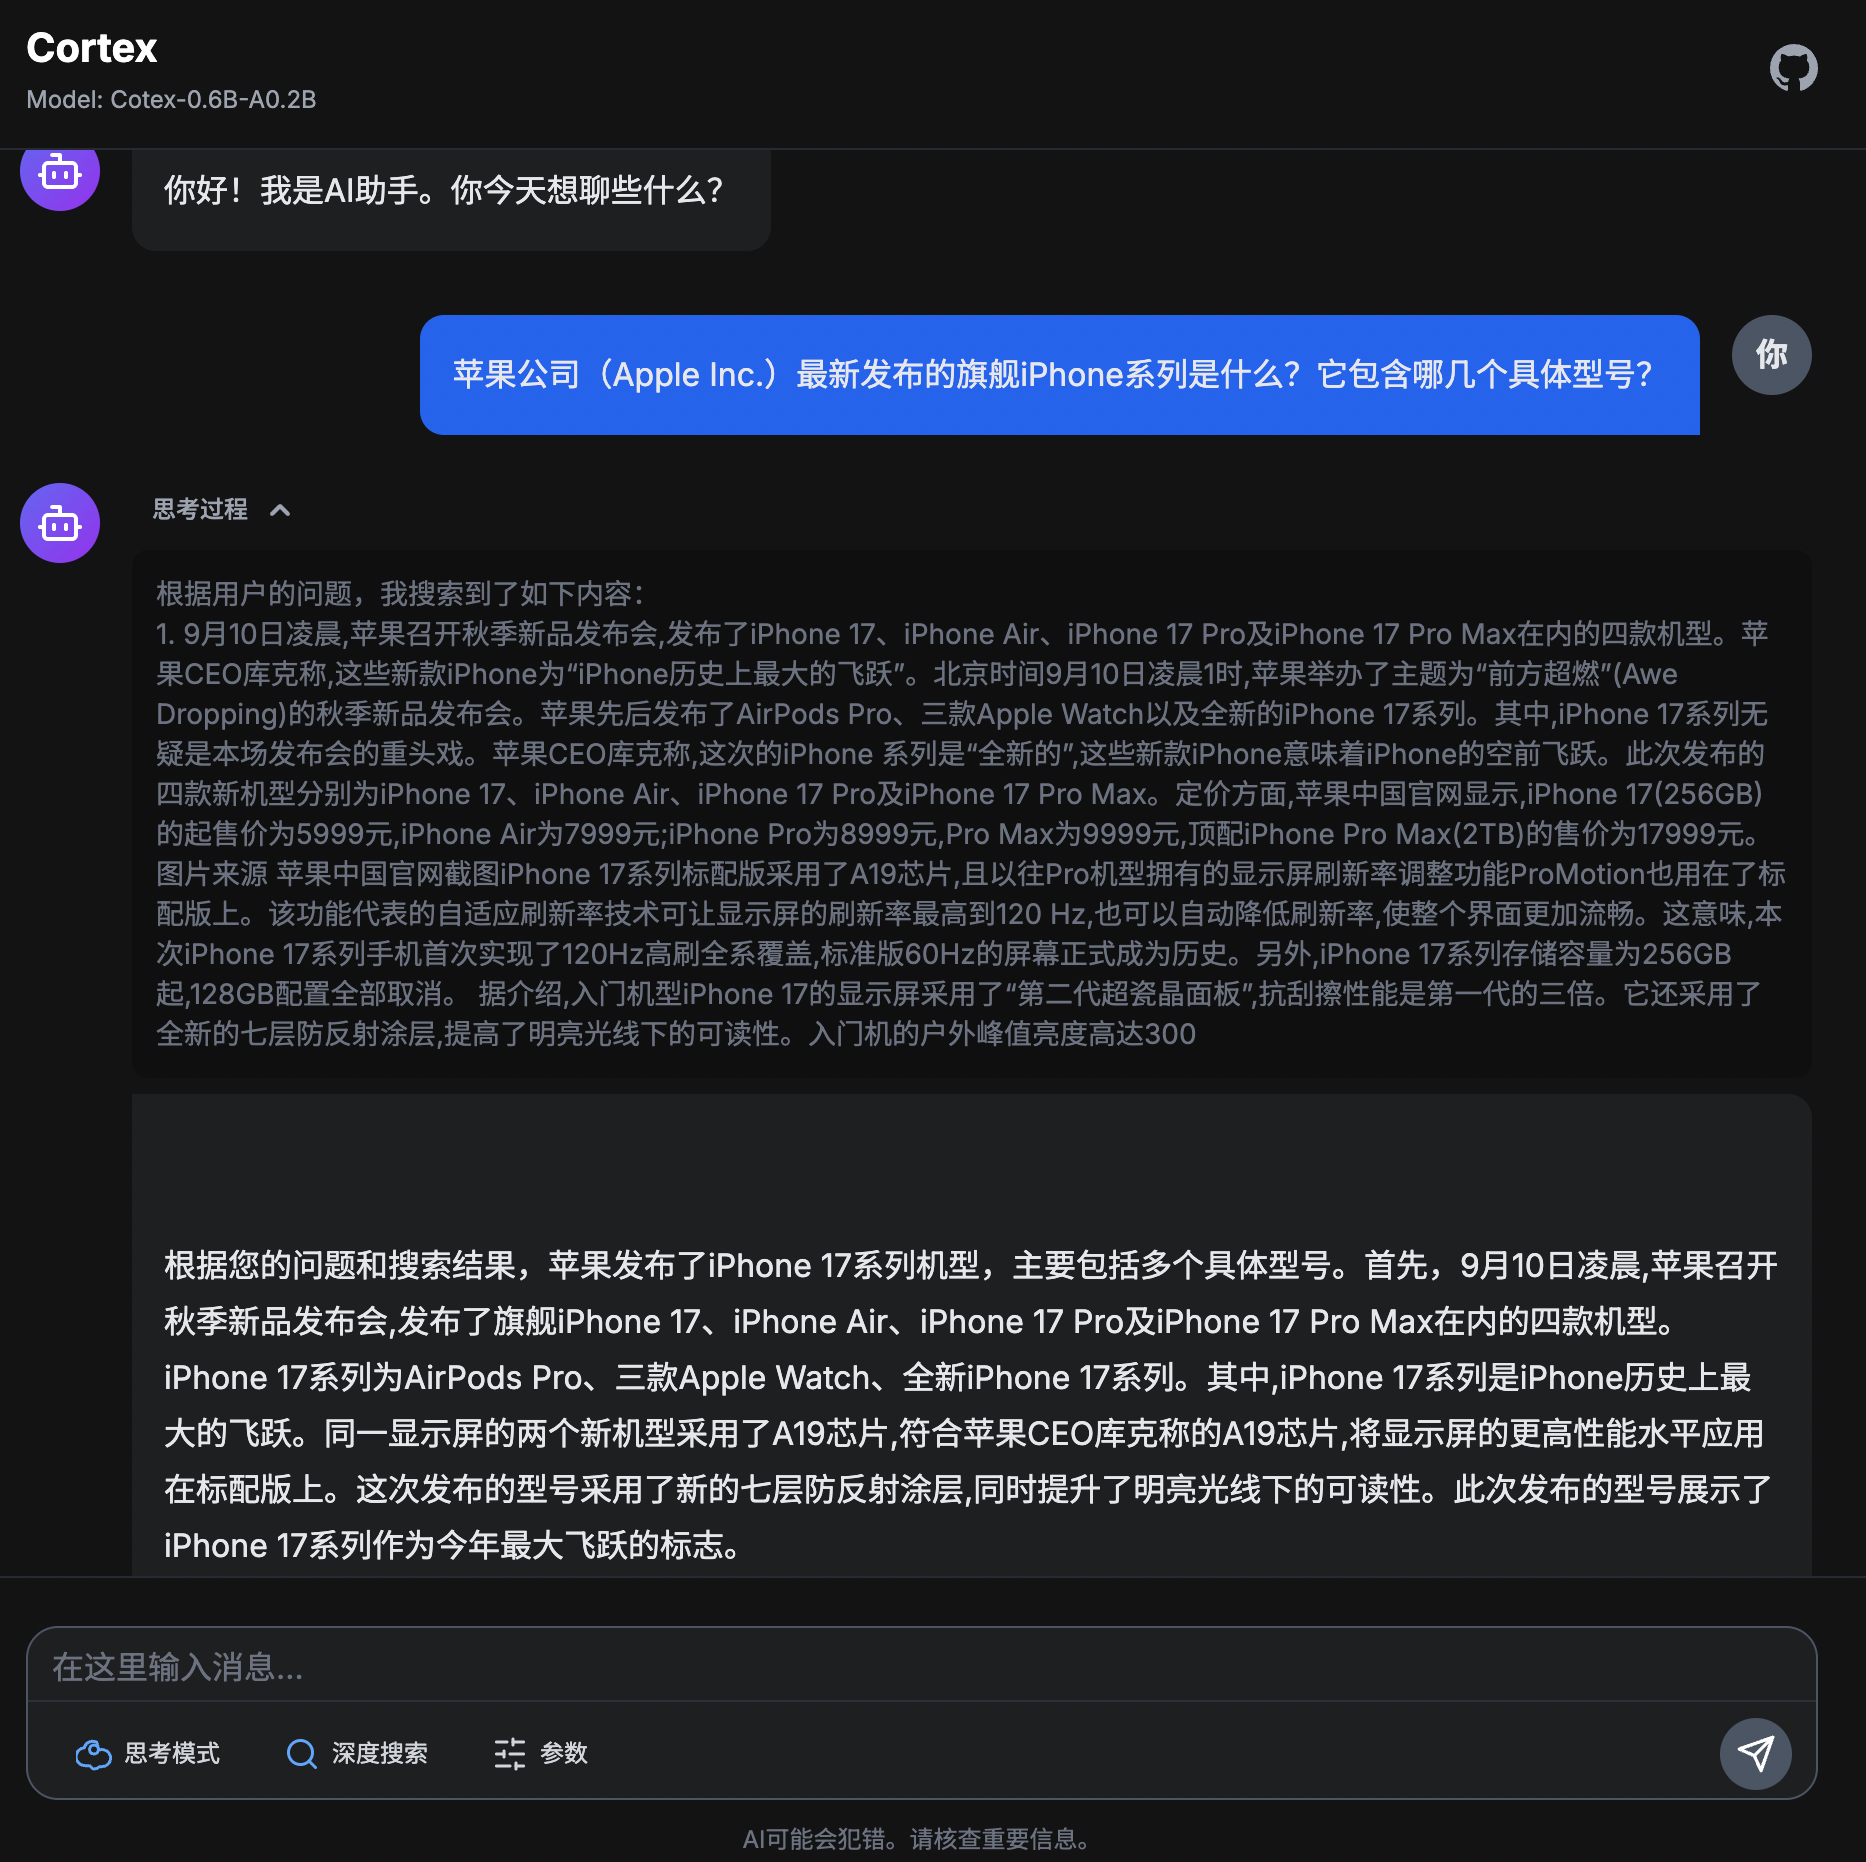 Cortex
Model: Cotex-0.6B-A0.2B
你好！我是AI助手。你今天想聊些什么？
苹果公司（Apple Inc.）最新发布的旗舰iPhone系列是什么？它包含哪几个具体型号？
你
思考过程
根据用户的问题，我搜索到了如下内容：
1. 9月10日凌晨,苹果召开秋季新品发布会,发布了iPhone 17、iPhone Air、iPhone 17 Pro及iPhone 17 Pro Max在内的四款机型。苹
果CEO库克称,这些新款iPhone为“iPhone历史上最大的飞跃”。北京时间9月10日凌晨1时,苹果举办了主题为“前方超燃”(Awe
Dropping)的秋季新品发布会。苹果先后发布了AirPods Pro、三款Apple Watch以及全新的iPhone 17系列。其中,iPhone 17系列无
疑是本场发布会的重头戏。苹果CEO库克称,这次的iPhone 系列是“全新的”,这些新款iPhone意味着iPhone的空前飞跃。此次发布的
四款新机型分别为iPhone 17、iPhone Air、iPhone 17 Pro及iPhone 17 Pro Max。定价方面,苹果中国官网显示,iPhone 17(256GB)
的起售价为5999元,iPhone Air为7999元;iPhone Pro为8999元,Pro Max为9999元,顶配iPhone Pro Max(2TB)的售价为17999元。
图片来源 苹果中国官网截图iPhone 17系列标配版采用了A19芯片,且以往Pro机型拥有的显示屏刷新率调整功能ProMotion也用在了标
配版上。该功能代表的自适应刷新率技术可让显示屏的刷新率最高到120 Hz,也可以自动降低刷新率,使整个界面更加流畅。这意味,本
次iPhone 17系列手机首次实现了120Hz高刷全系覆盖,标准版60Hz的屏幕正式成为历史。另外,iPhone 17系列存储容量为256GB
起,128GB配置全部取消。 据介绍,入门机型iPhone 17的显示屏采用了“第二代超瓷晶面板”,抗刮擦性能是第一代的三倍。它还采用了
全新的七层防反射涂层,提高了明亮光线下的可读性。入门机的户外峰值亮度高达300
根据您的问题和搜索结果，苹果发布了iPhone 17系列机型，主要包括多个具体型号。首先，9月10日凌晨,苹果召开
秋季新品发布会,发布了旗舰iPhone 17、iPhone Air、iPhone 17 Pro及iPhone 17 Pro Max在内的四款机型。
iPhone 17系列为AirPods Pro、三款Apple Watch、全新iPhone 17系列。其中,iPhone 17系列是iPhone历史上最
大的飞跃。同一显示屏的两个新机型采用了A19芯片,符合苹果CEO库克称的A19芯片,将显示屏的更高性能水平应用
在标配版上。这次发布的型号采用了新的七层防反射涂层,同时提升了明亮光线下的可读性。此次发布的型号展示了
iPhone 17系列作为今年最大飞跃的标志。
在这里输入消息...
思考模式
深度搜索
参数
AI可能会犯错。请核查重要信息。